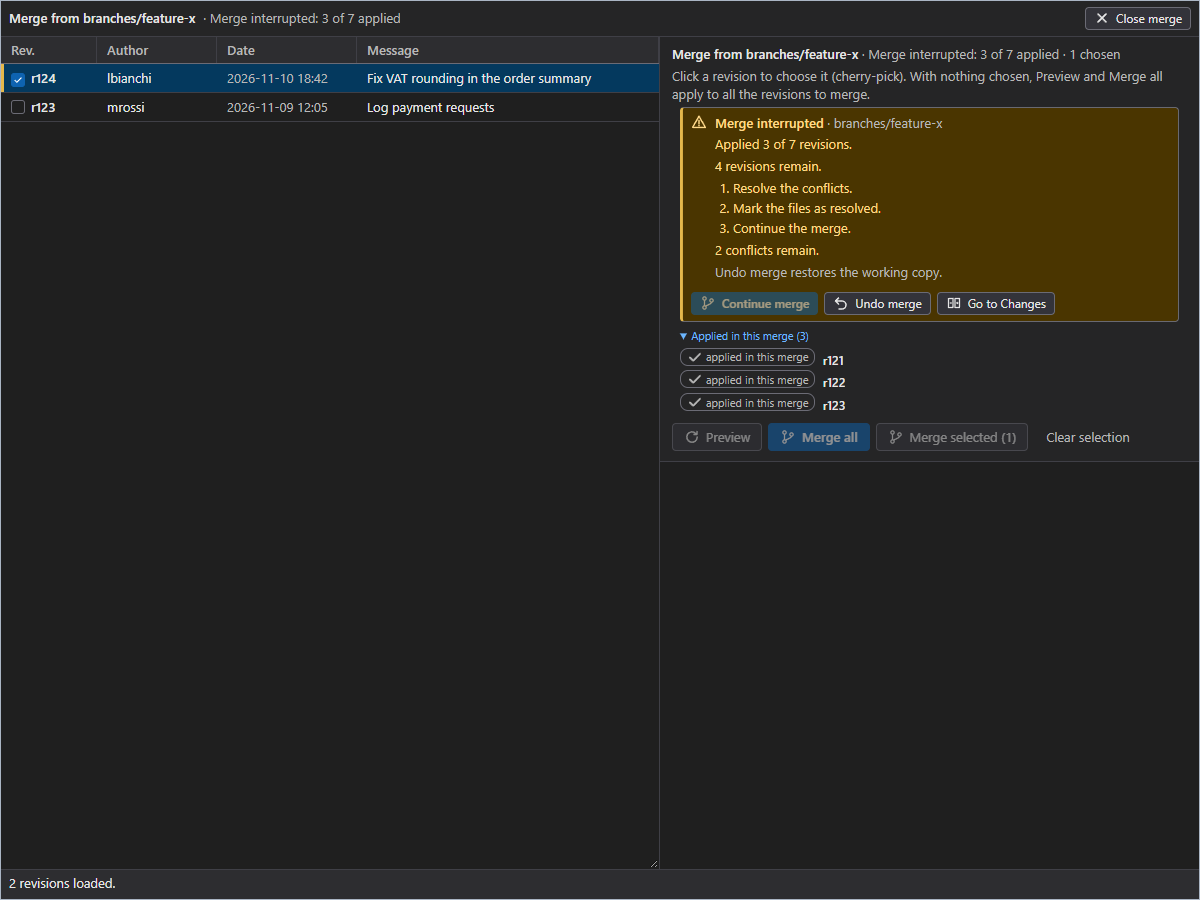 Merge from branches/feature-x · Merge interrupted: 3 of 7 applied
Close merge
Rev. Author Date Message
r124 lbianchi 2026-11-10 18:42 Fix VAT rounding in the order summary
r123 mrossi 2026-11-09 12:05 Log payment requests
Merge from branches/feature-x · Merge interrupted: 3 of 7 applied · 1 chosen
Click a revision to choose it (cherry-pick). With nothing chosen, Preview and Merge all
apply to all the revisions to merge.
Merge interrupted · branches/feature-x
Applied 3 of 7 revisions.
4 revisions remain.
1. Resolve the conflicts.
2. Mark the files as resolved.
3. Continue the merge.
2 conflicts remain.
Undo merge restores the working copy.
Continue merge Undo merge Go to Changes
Applied in this merge (3)
applied in this merge r121
applied in this merge r122
applied in this merge r123
Preview Merge all Merge selected (1) Clear selection
2 revisions loaded.